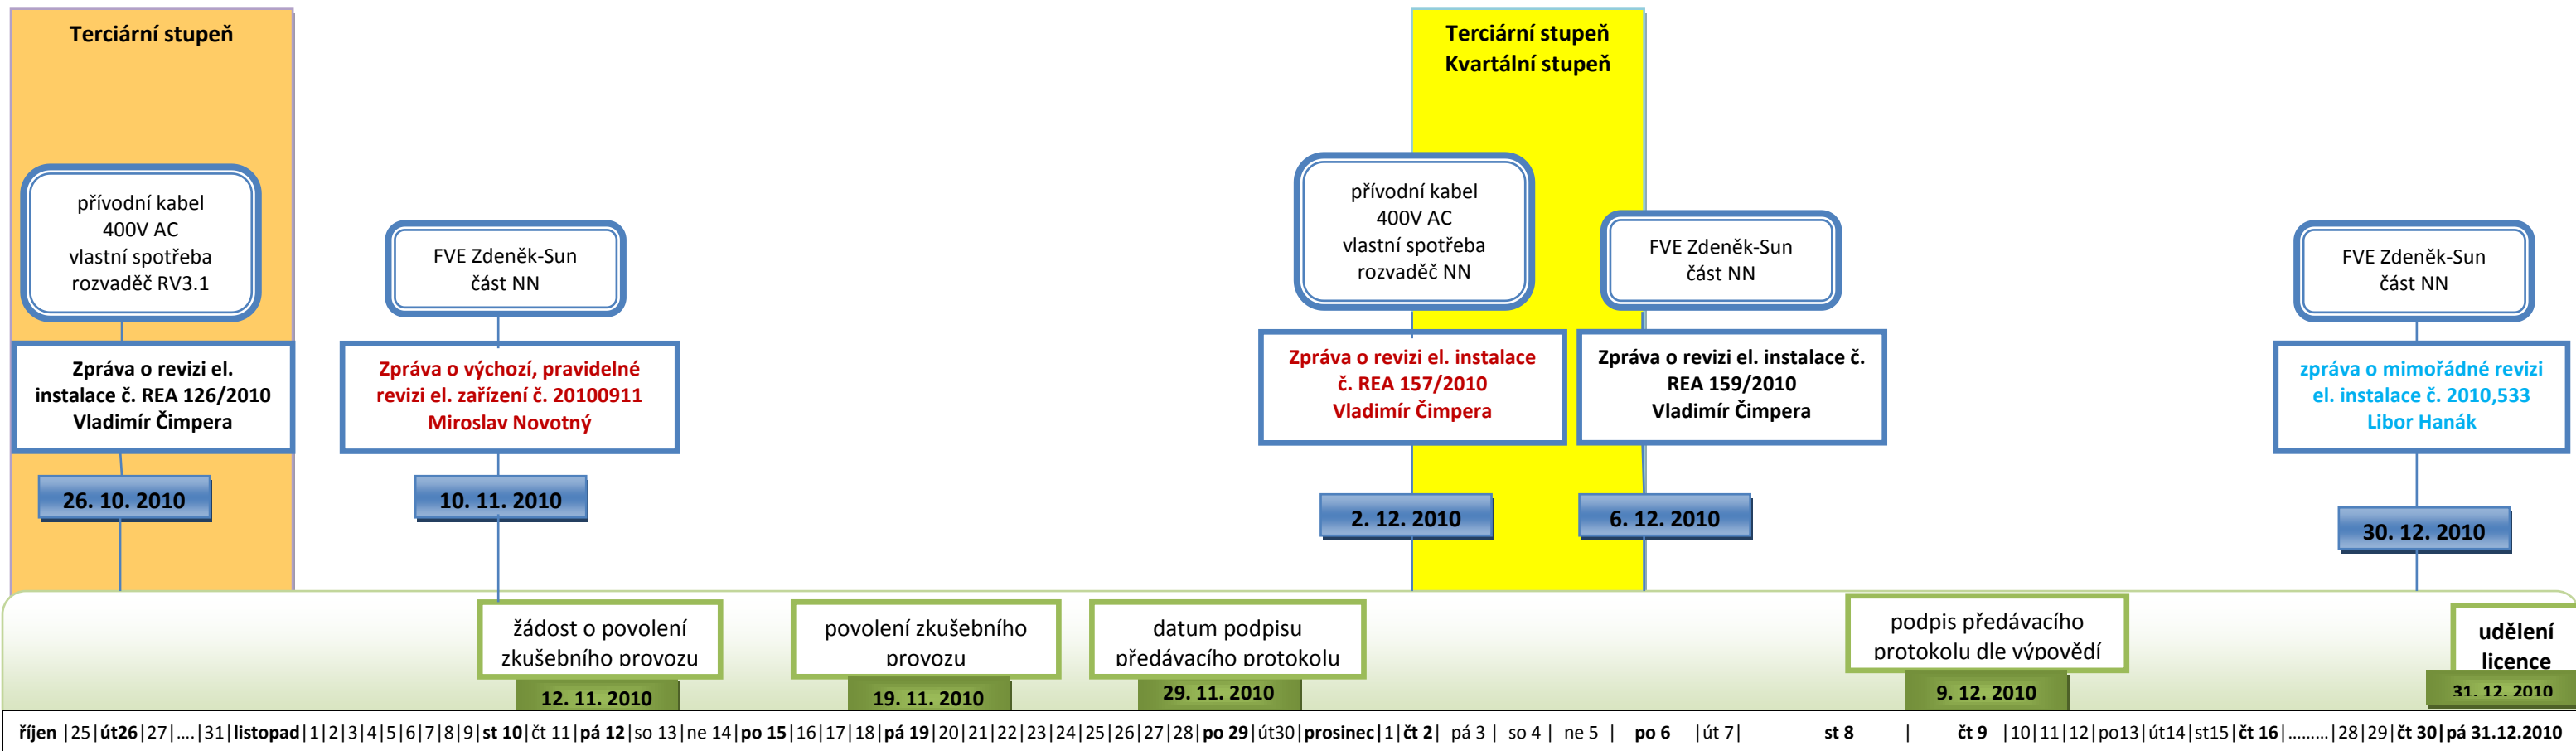 Terciární stupeň
Terciární stupeň
Kvartální stupeň
přívodní kabel
400V AC
vlastní spotřeba
rozvaděč RV3.1
FVE Zdeněk-Sun
část NN
přívodní kabel
400V AC
vlastní spotřeba
rozvaděč NN
FVE Zdeněk-Sun
část NN
FVE Zdeněk-Sun
část NN
Zpráva o revizi el.
instalace č. REA 126/2010
Vladimír Čimpera
Zpráva o výchozí, pravidelné
revizi el. zařízení č. 20100911
Miroslav Novotný
Zpráva o revizi el. instalace
č. REA 157/2010
Vladimír Čimpera
Zpráva o revizi el. instalace č.
REA 159/2010
Vladimír Čimpera
zpráva o mimořádné revizi
el. instalace č. 2010,533
Libor Hanák
26. 10. 2010
10. 11. 2010
2. 12. 2010
6. 12. 2010
30. 12. 2010
žádost o povolení
zkušebního provozu
12. 11. 2010
povolení zkušebního
provozu
19. 11. 2010
datum podpisu
předávacího protokolu
29. 11. 2010
podpis předávacího
protokolu dle výpovědí
9. 12. 2010
udělení
licence
31. 12. 2010
říjen |25|út26|27|....|31|listopad|1|2|3|4|5|6|7|8|9|st 10|čt 11|pá 12|so 13|ne 14|po 15|16|17|18|pá 19|20|21|22|23|24|25|26|27|28|po 29|út30|prosinec|1|čt 2| pá 3 | so 4 | ne 5 | po 6 |út 7| st 8 | čt 9 |10|11|12|po13|út14|st15|čt 16|.........|28|29|čt 30|pá 31.12.2010